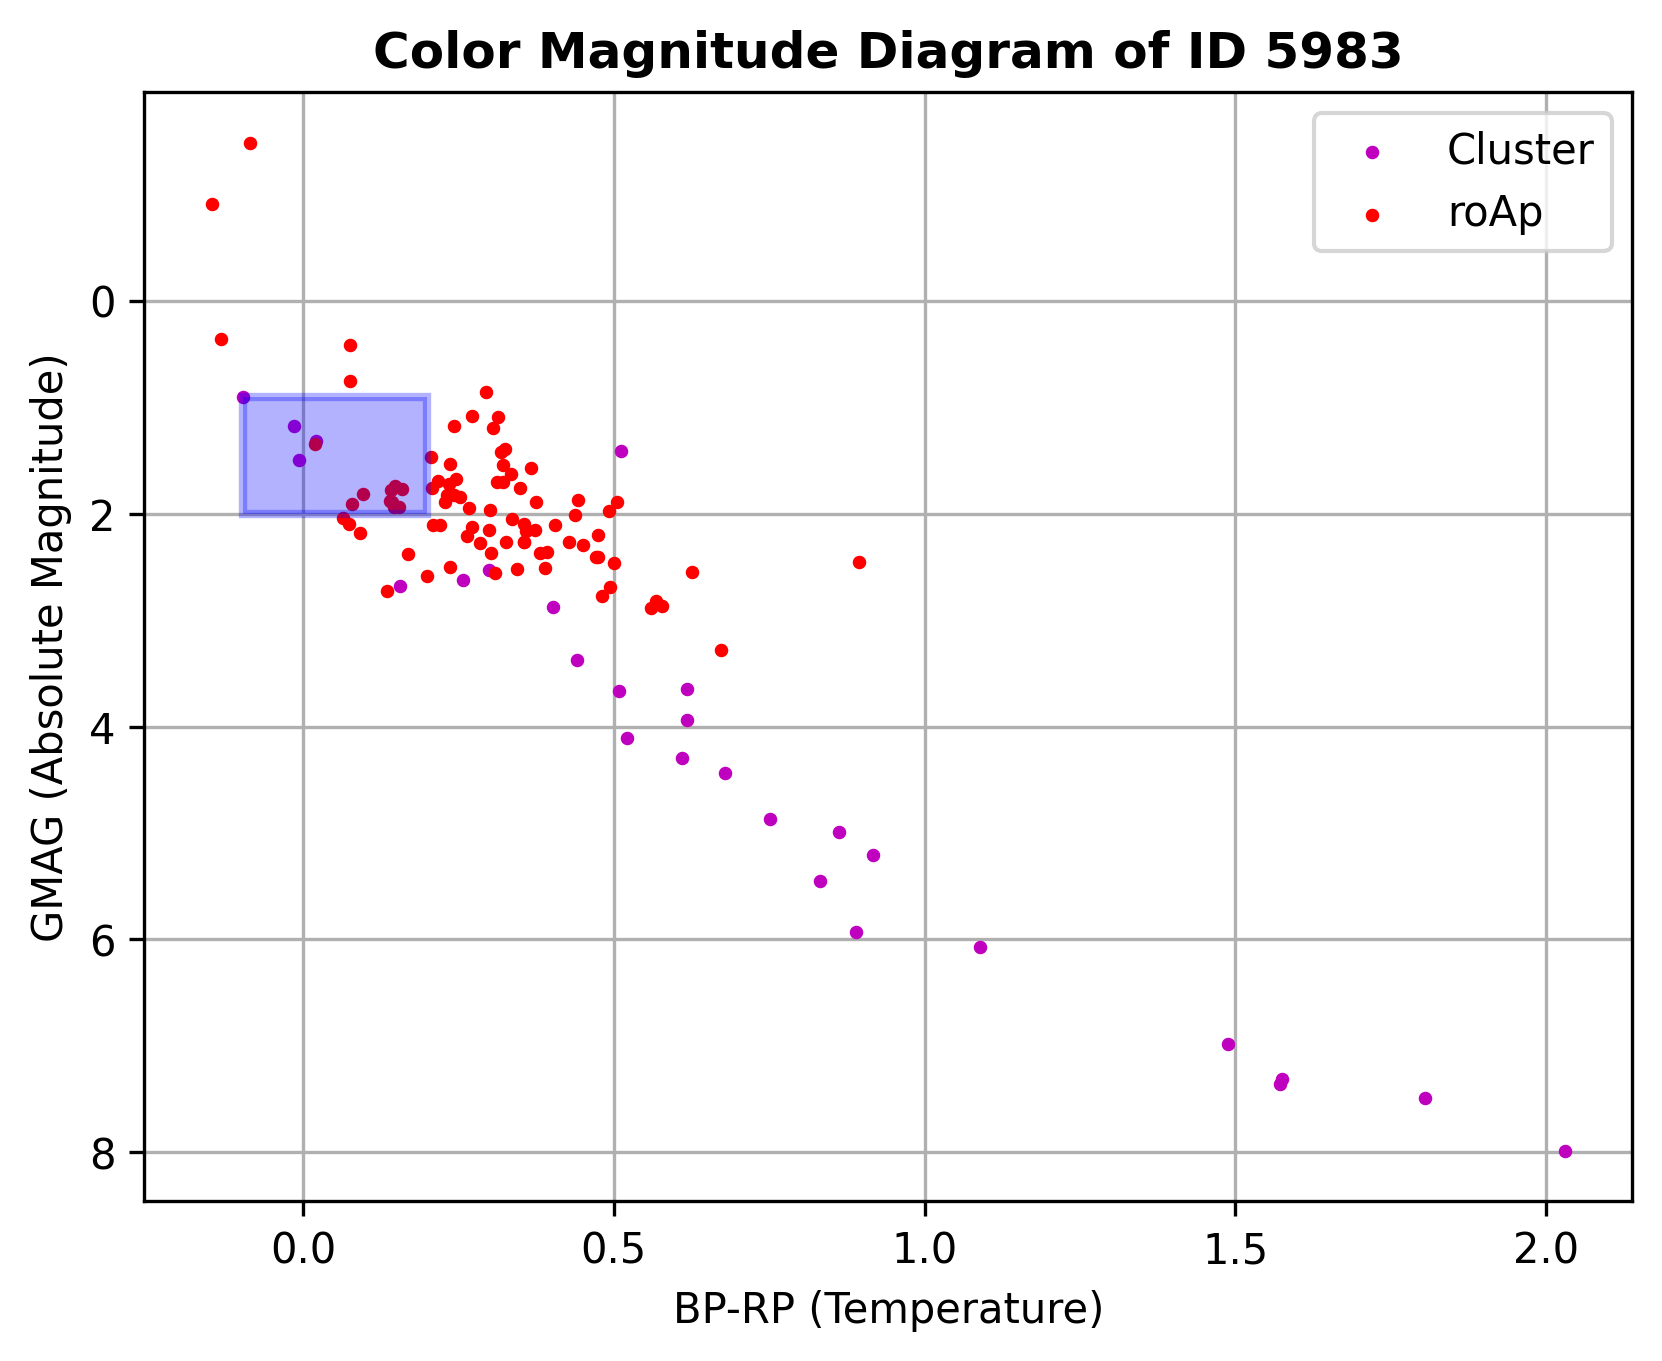 Color Magnitude Diagram of ID 5983
Cluster
roAp
GMAG (Absolute Magnitude)
0
2
4
6
8
0.0 0.5 1.0 1.5 2.0
BP-RP (Temperature)